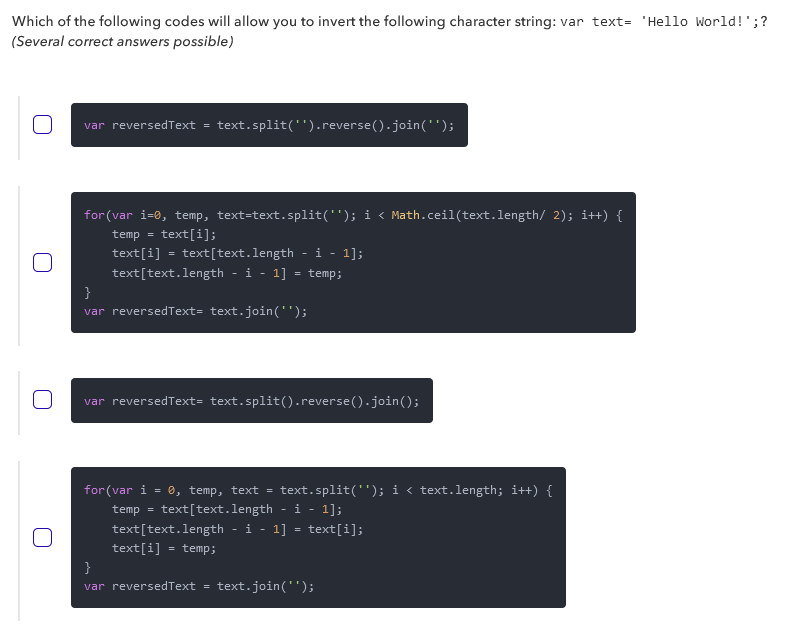 Which of the following codes will allow you to invert the following character string: var text= 'Hello World!';?
(Several correct answers possible)
var reversedText = text.split('').reverse().join('');
for(var i=0, temp, text=text.split(''); i < Math.ceil(text.length/ 2); i++) {
temp = text[i];
text[i] = text[text.length - i - 1];
text[text.length - i - 1] = temp;
}
var reversedText= text.join('');
var reversedText= text.split().reverse().join();
for(var i = 0, temp, text = text.split(''); i < text.length; i++) {
temp = text[text.length - i - 1];
text[text.length - i - 1] = text[i];
text[i] = temp;
}
var reversedText = text.join('');